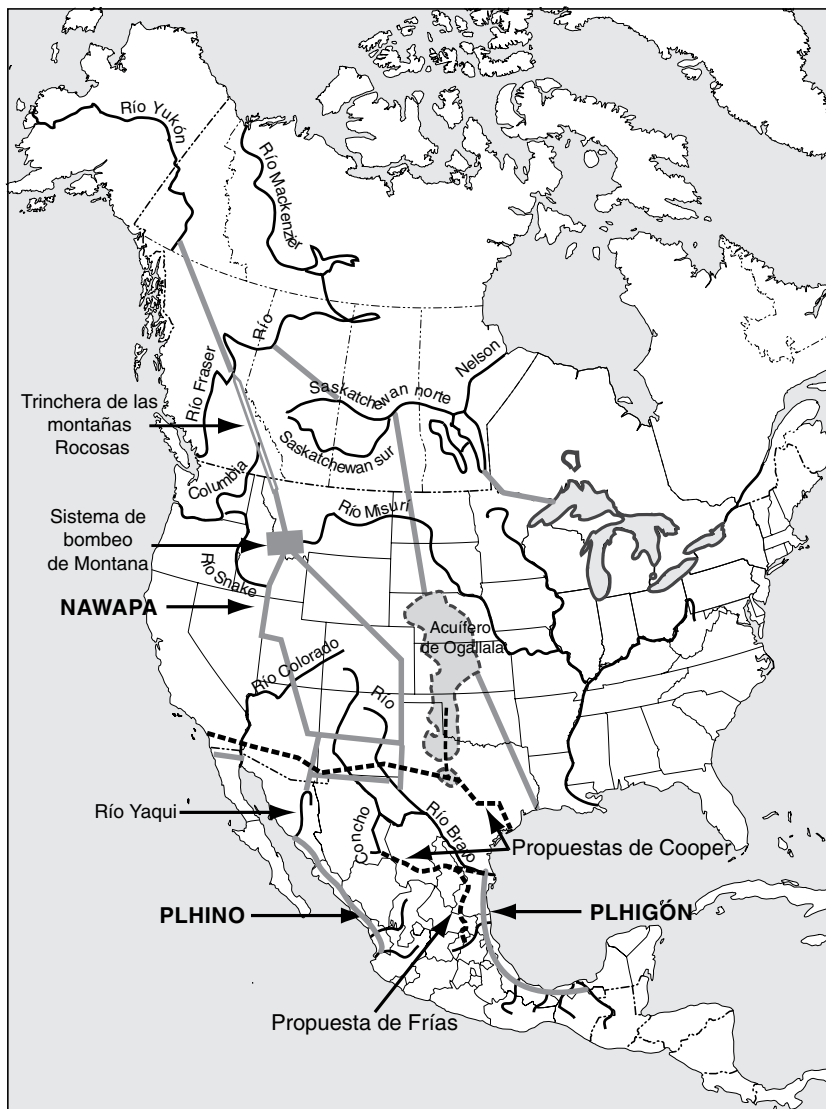 Río Yukón
Río Mackenzier
Río
Río Fraser
Nelson
Saskatchewan norte
Saskatchewan sur
Trinchera de las
montañas
Rocosas
Columbia
Río Misuri
Sistema de
bombeo
de Montana
Río Snake
NAWAPA
Acuífero
de Ogallala
Río Colorado
Río
Río Yaqui
Concho
Río Bravo
Propuestas de Cooper
PLHINO
PLHIGÓN
Propuesta de Frías